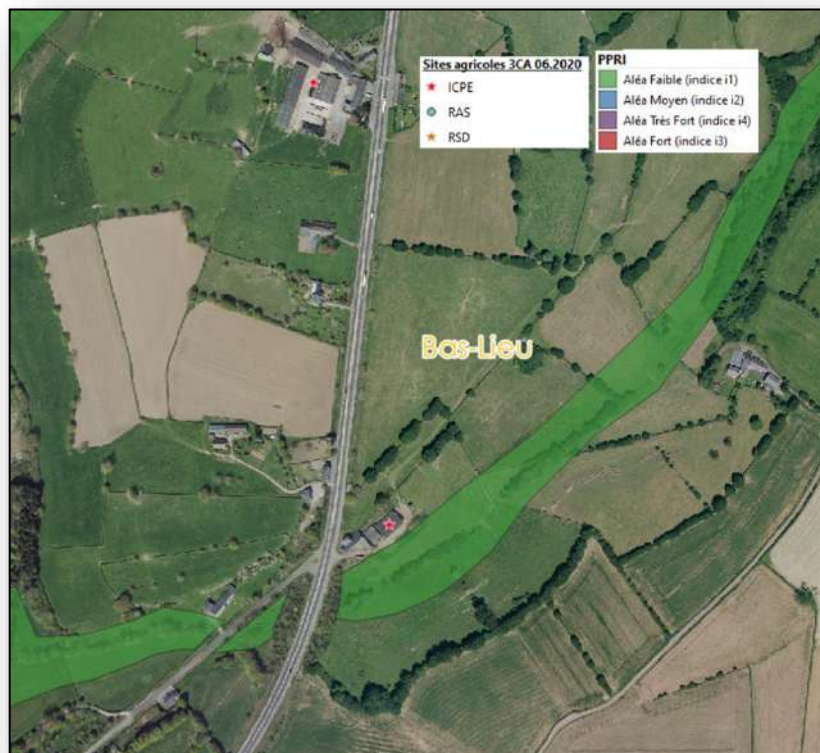 Sites agricoles 3CA 06.2020
ICPE
RAS
RSD
PPRI
Aléa Faible (indice i1)
Aléa Moyen (indice i2)
Aléa Très Fort (indice i4)
Aléa Fort (indice i3)
Bas-Lieu